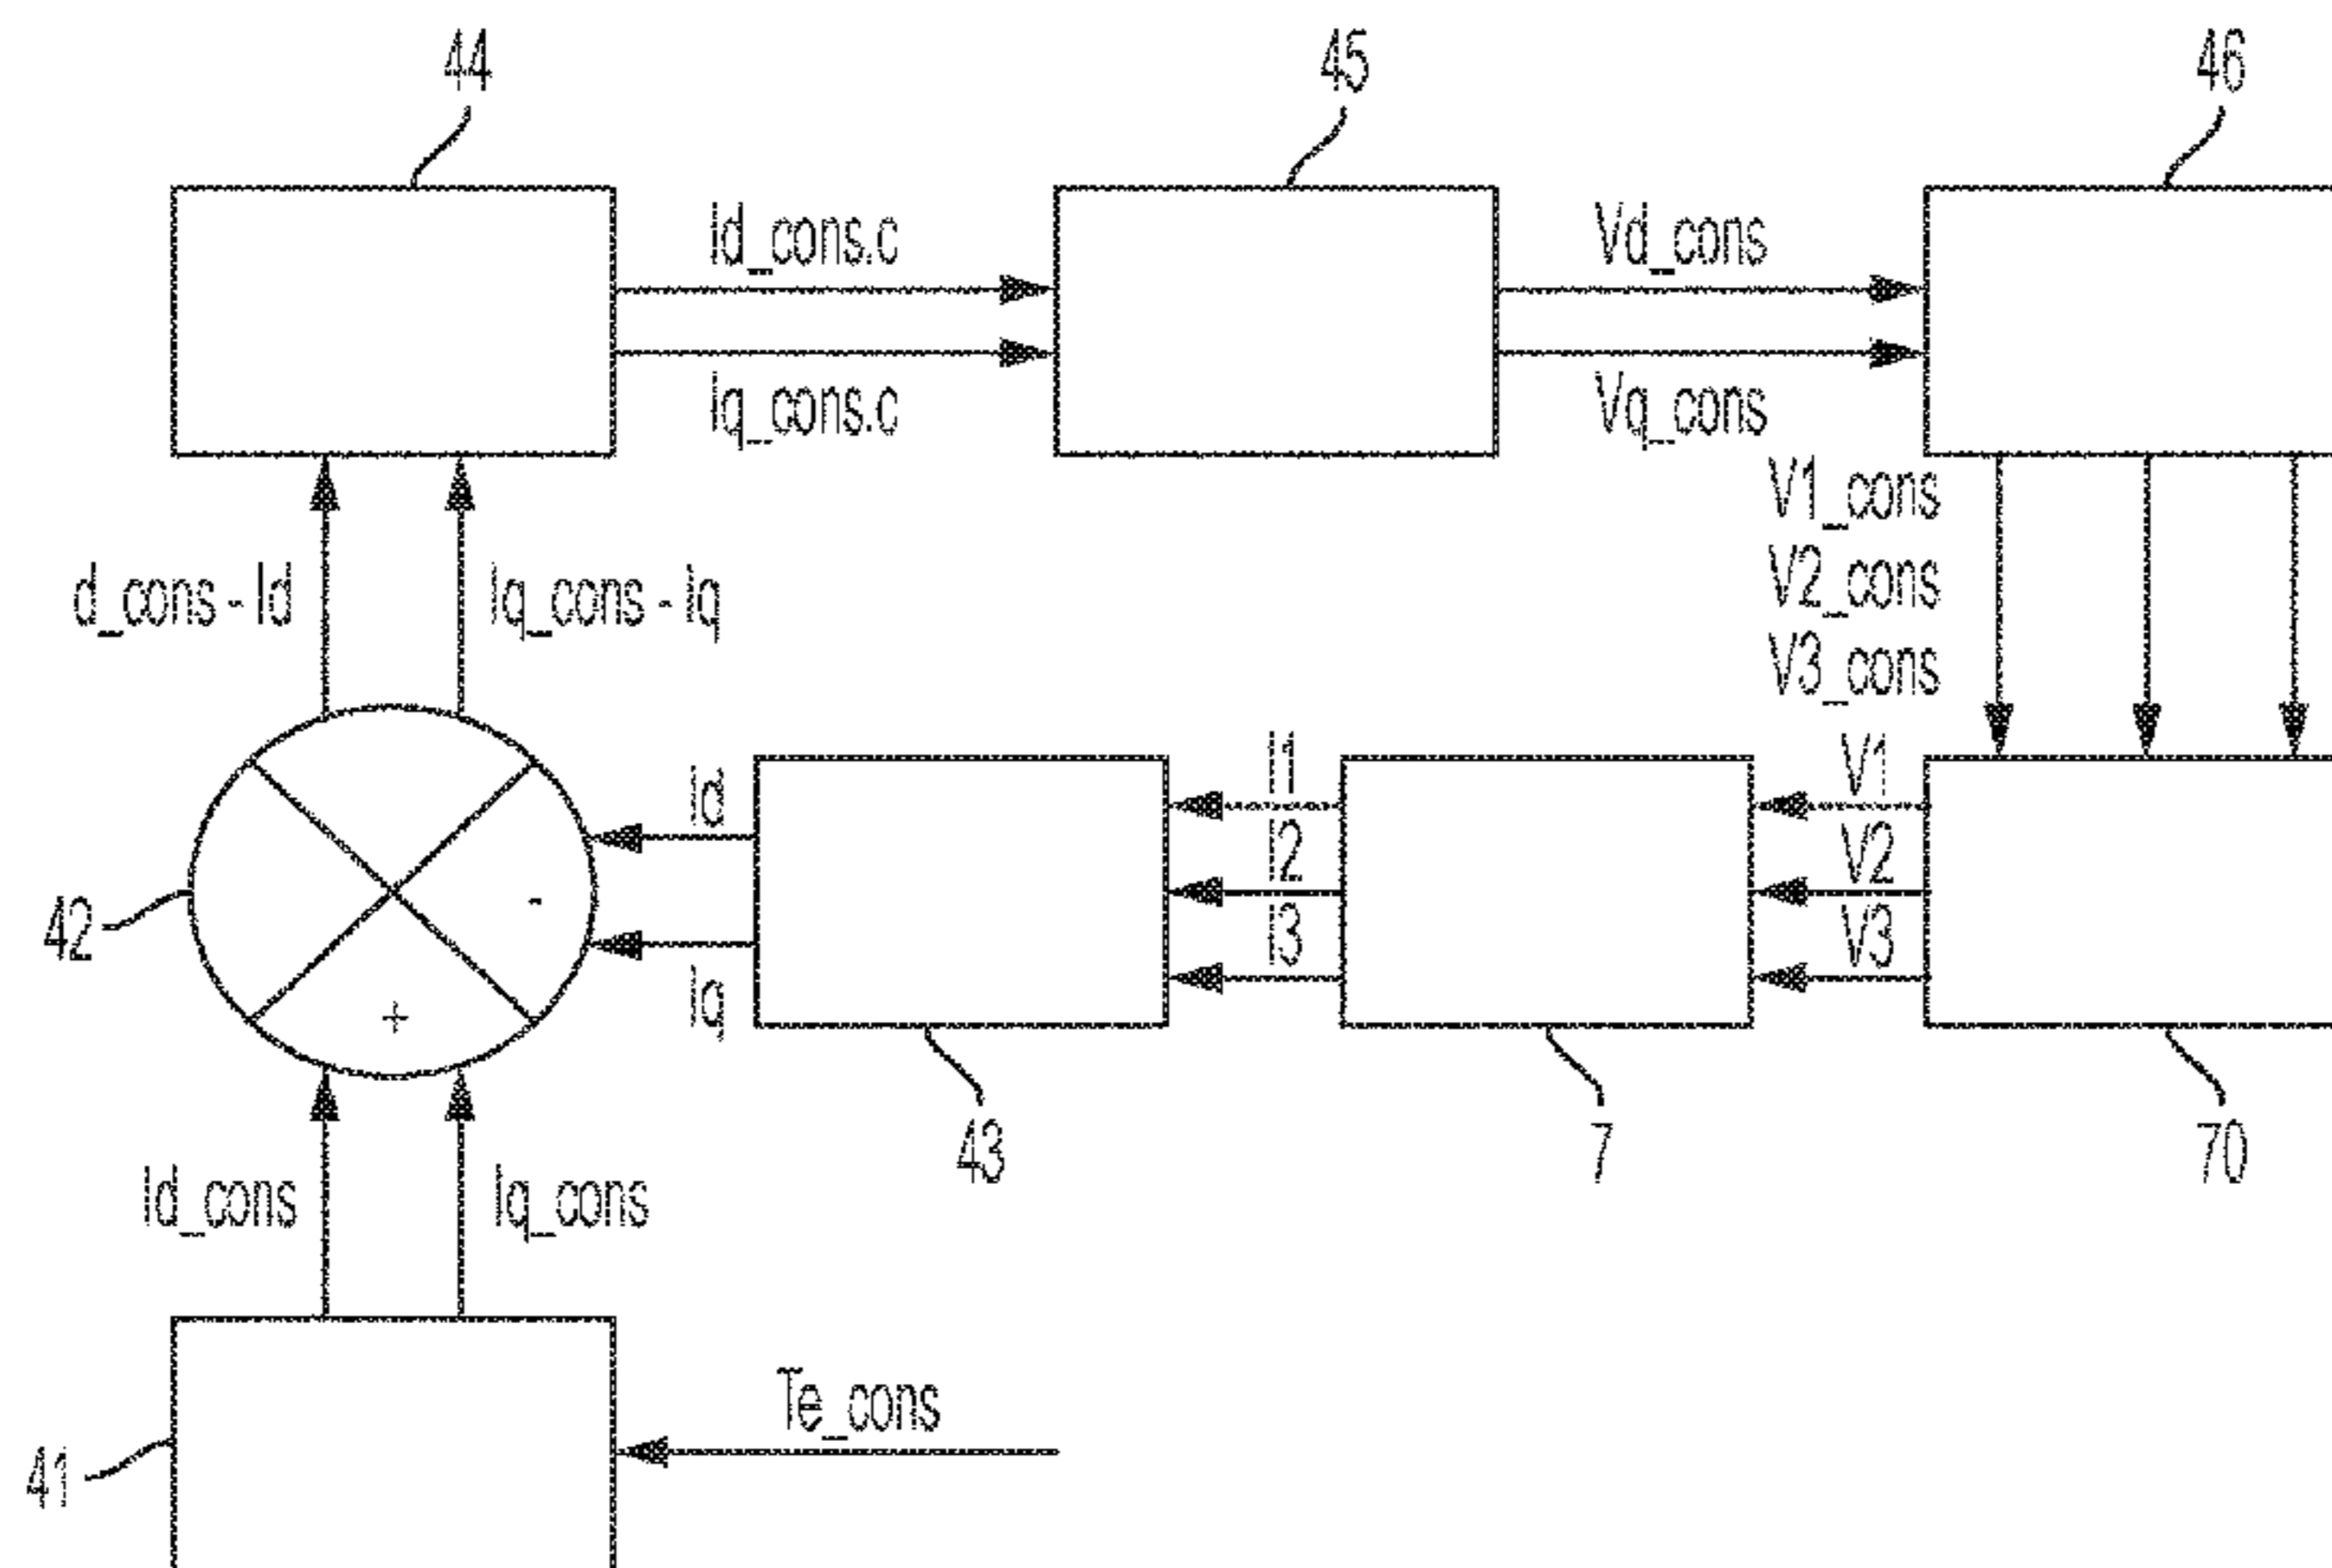 44
45
46
Id_cons.c
Vd_cons
Iq_cons.c
Vq_cons
V1_cons
V2_cons
V3_cons
d_cons - Id
Iq_cons - Iq
Id
Iq
I1
I2
I3
V1
V2
V3
-
+
42
43
7
70
Id_cons
Iq_cons
Te_cons
41